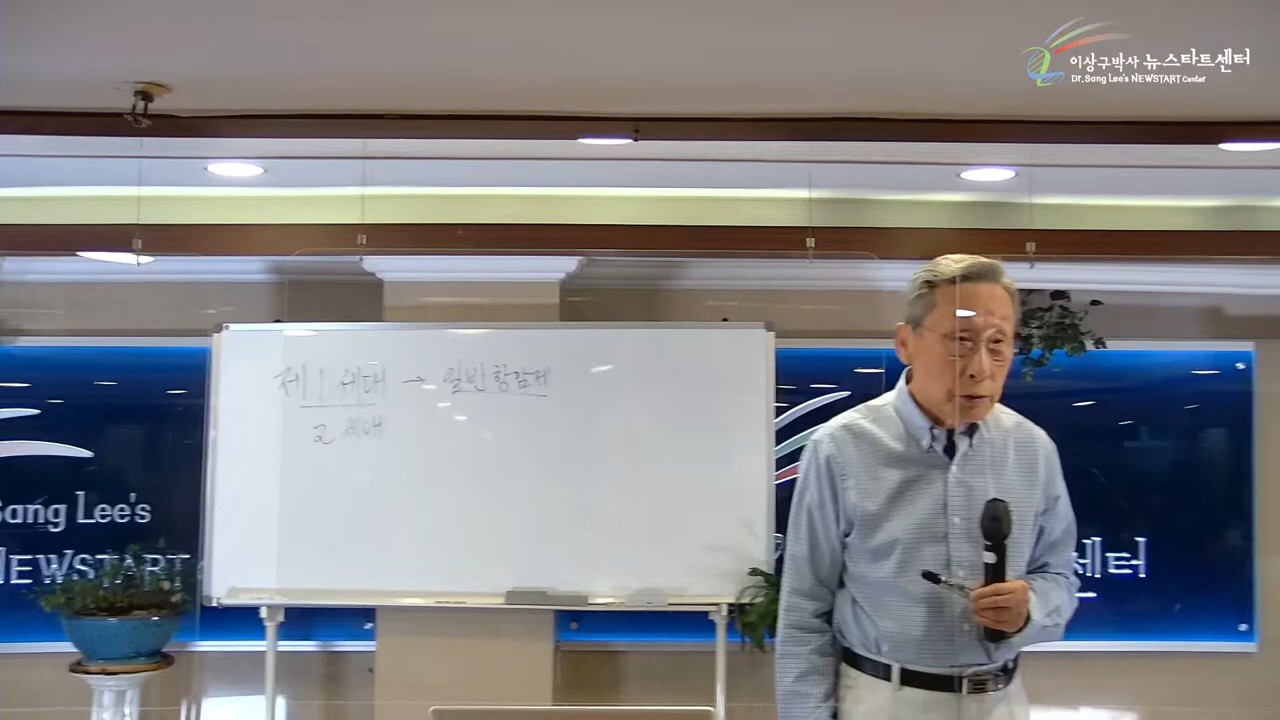 이상구박사 뉴스타트센터
Dr. Sang Lee's NEWSTART Center
제 1 세대 → 일반항암제
2 세대
Sang Lee's
NEWSTART
센터